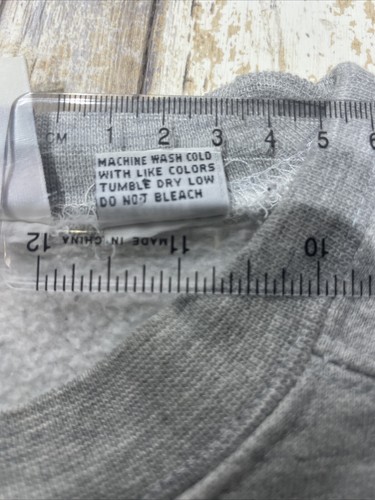 CM 1 2 3 4 5 6
MACHINE WASH COLD
WITH LIKE COLORS
TUMBLE DRY LOW
DO NOT BLEACH
12 MADE IN CHINA 11 10